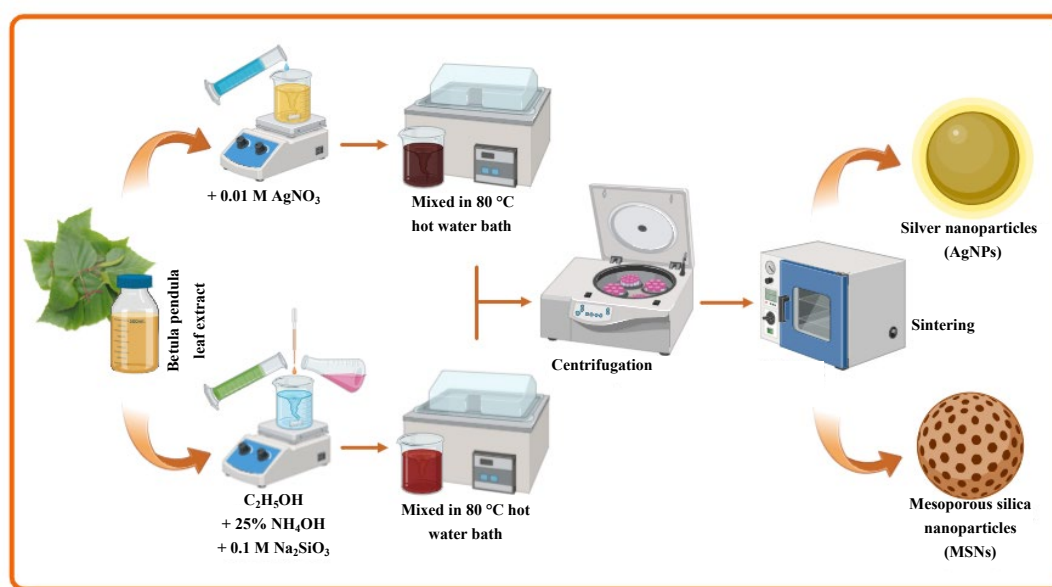 Betula pendula
leaf extract
+ 0.01 M AgNO₃
Mixed in 80 °C
hot water bath
C₂H₅OH
+ 25% NH₄OH
+ 0.1 M Na₂SiO₃
Mixed in 80 °C hot
water bath
Centrifugation
Sintering
Silver nanoparticles
(AgNPs)
Mesoporous silica
nanoparticles
(MSNs)